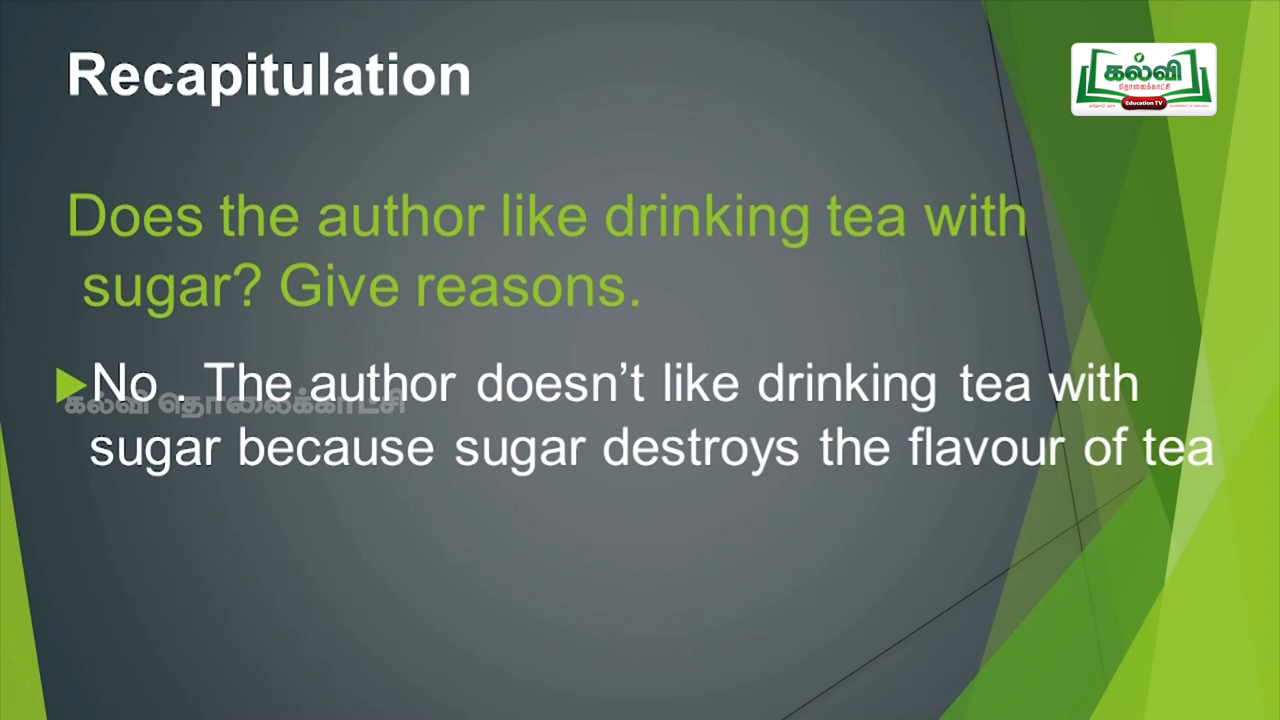 Recapitulation
கல்வி
தொலைக்காட்சி
Education TV
Does the author like drinking tea with
sugar? Give reasons.
No . The author doesn’t like drinking tea with
கல்வி தொலைக்காட்சி
sugar because sugar destroys the flavour of tea